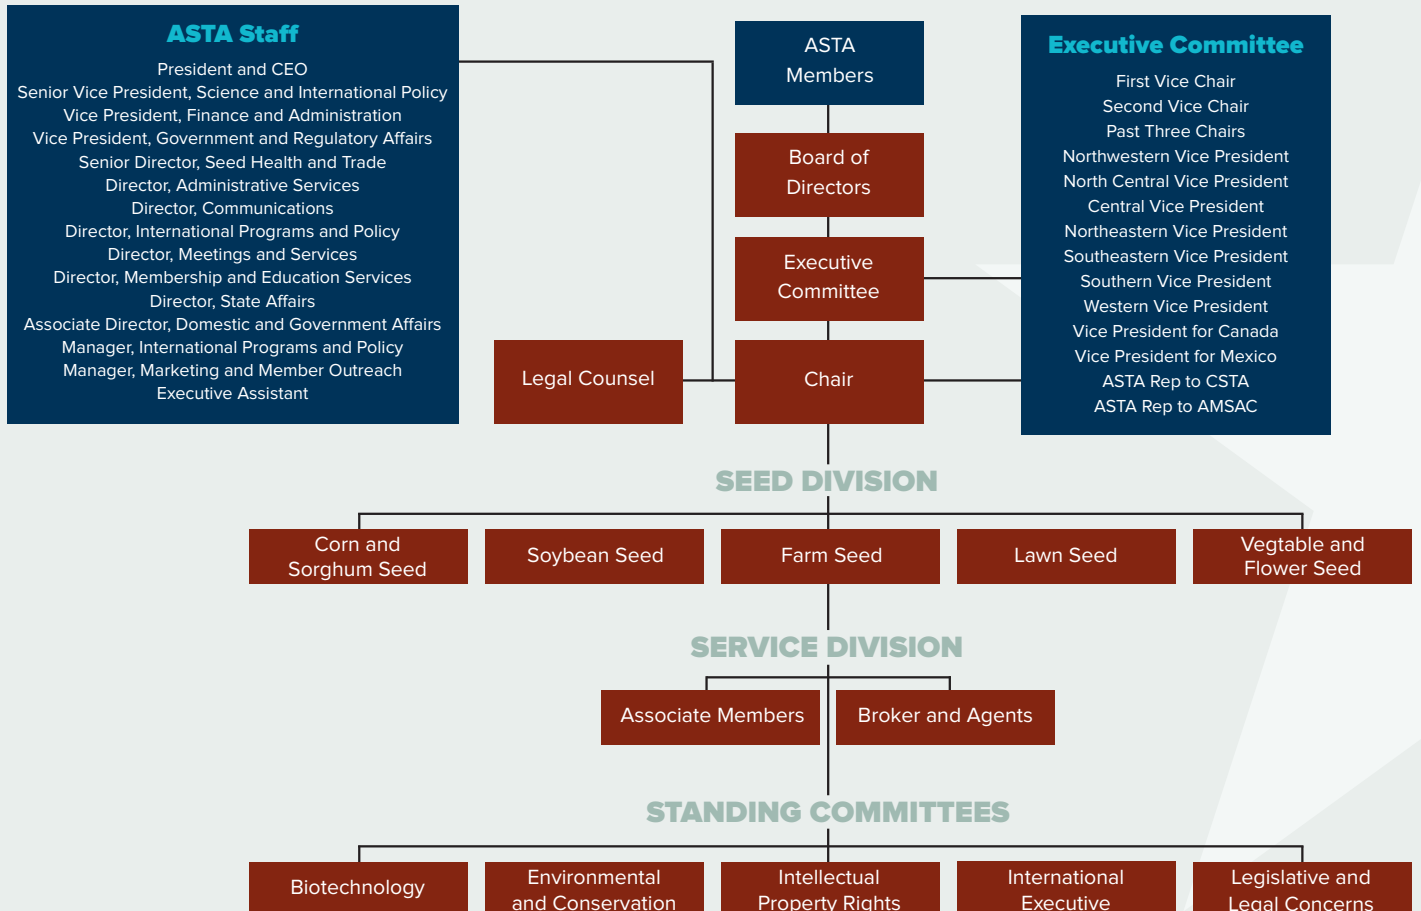 ASTA Staff
President and CEO
Senior Vice President, Science and International Policy
Vice President, Finance and Administration
Vice President, Government and Regulatory Affairs
Senior Director, Seed Health and Trade
Director, Administrative Services
Director, Communications
Director, International Programs and Policy
Director, Meetings and Services
Director, Membership and Education Services
Director, State Affairs
Associate Director, Domestic and Government Affairs
Manager, International Programs and Policy
Manager, Marketing and Member Outreach
Executive Assistant
ASTA
Members
Board of
Directors
Executive
Committee
Legal Counsel
Chair
Executive Committee
First Vice Chair
Second Vice Chair
Past Three Chairs
Northwestern Vice President
North Central Vice President
Central Vice President
Northeastern Vice President
Southeastern Vice President
Southern Vice President
Western Vice President
Vice President for Canada
Vice President for Mexico
ASTA Rep to CSTA
ASTA Rep to AMSAC
SEED DIVISION
Corn and
Sorghum Seed
Soybean Seed
Farm Seed
Lawn Seed
Vegtable and
Flower Seed
SERVICE DIVISION
Associate Members
Broker and Agents
STANDING COMMITTEES
Biotechnology
Environmental
and Conservation
Intellectual
Property Rights
International
Executive
Legislative and
Legal Concerns